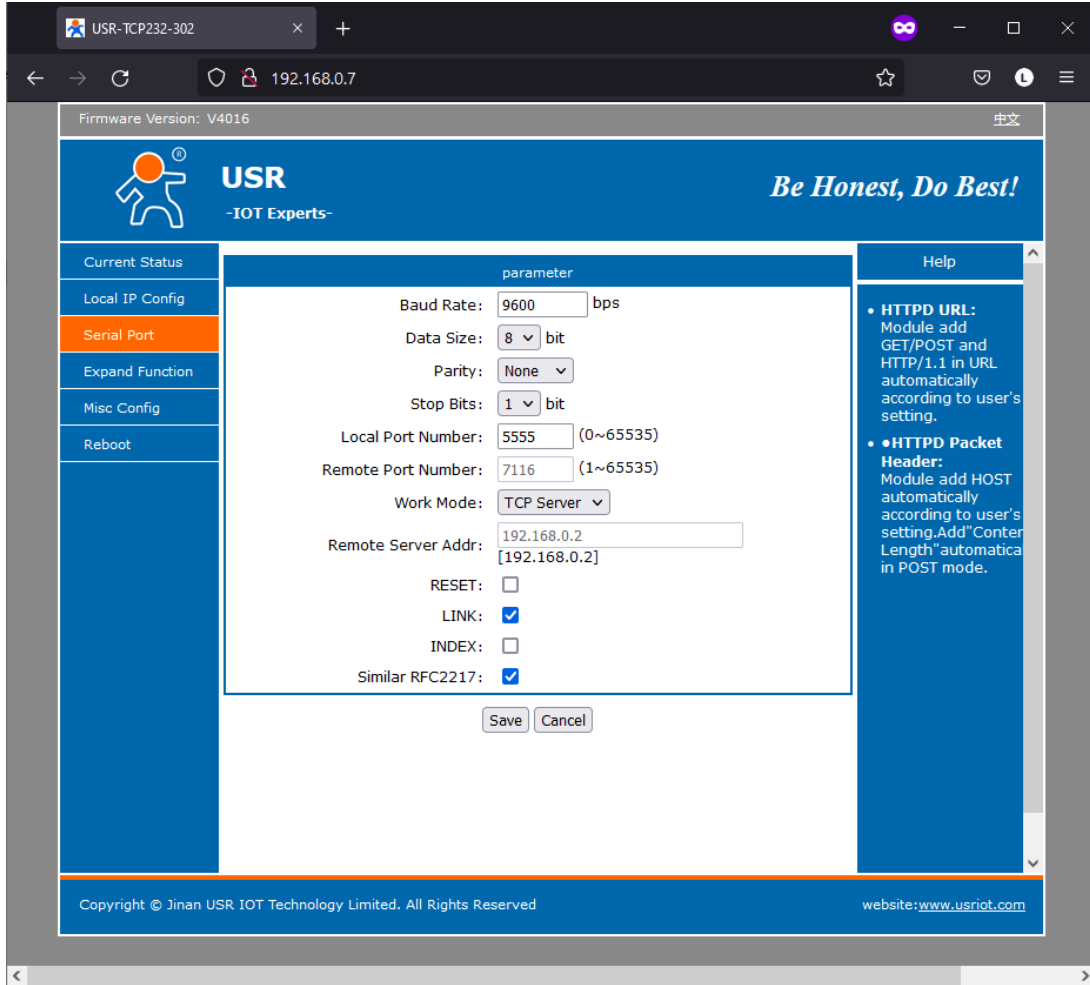 USR-TCP232-302
192.168.0.7
L
Firmware Version: V4016
中文
®
USR
-IOT Experts-
Be Honest, Do Best!
Current Status
Local IP Config
Serial Port
Expand Function
Misc Config
Reboot
parameter
Baud Rate: 9600 bps
Data Size: 8 bit
Parity: None
Stop Bits: 1 bit
Local Port Number: 5555 (0~65535)
Remote Port Number: 7116 (1~65535)
Work Mode: TCP Server
Remote Server Addr: 192.168.0.2
[192.168.0.2]
RESET:
LINK:
INDEX:
Similar RFC2217:
Save Cancel
Help
• HTTPD URL:
Module add
GET/POST and
HTTP/1.1 in URL
automatically
according to user's
setting.
• ●HTTPD Packet
Header:
Module add HOST
automatically
according to user's
setting.Add"Conter
Length"automatica
in POST mode.
Copyright © Jinan USR IOT Technology Limited. All Rights Reserved
website:www.usriot.com